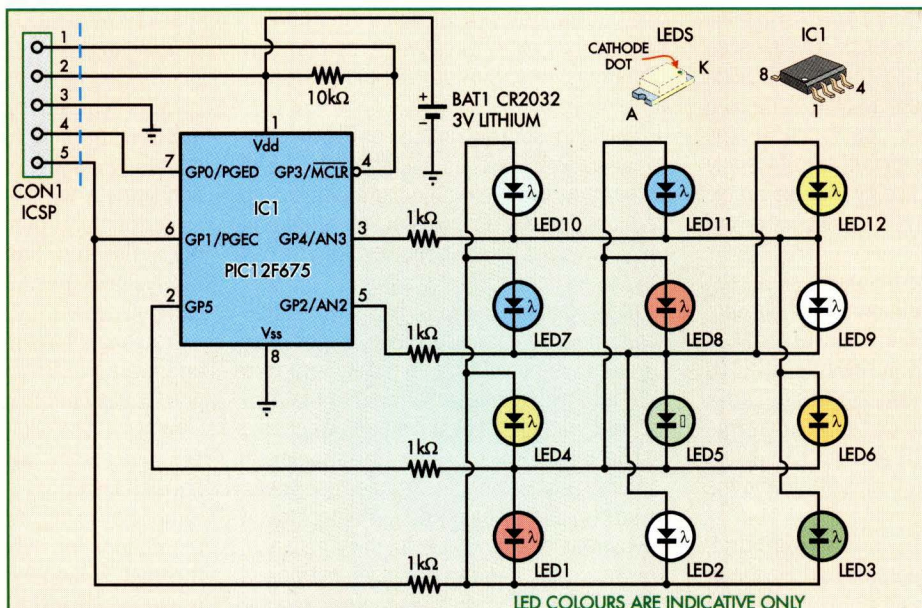 1
2
3
4
5
CON1
ICSP
10kΩ
+
–
BAT1 CR2032
3V LITHIUM
LEDS
CATHODE
DOT
K
A
IC1
8
4
1
1
Vdd
7
GP0/PGED
GP3/MCLR
4
IC1
6
GP1/PGEC
GP4/AN3
3
PIC12F675
2
GP5
GP2/AN2
5
Vss
8
1kΩ
1kΩ
1kΩ
1kΩ
λ
LED10
λ
LED11
λ
LED12
λ
LED7
λ
LED8
λ
LED9
λ
LED4
▯
LED5
λ
LED6
λ
LED1
λ
LED2
λ
LED3
LED COLOURS ARE INDICATIVE ONLY